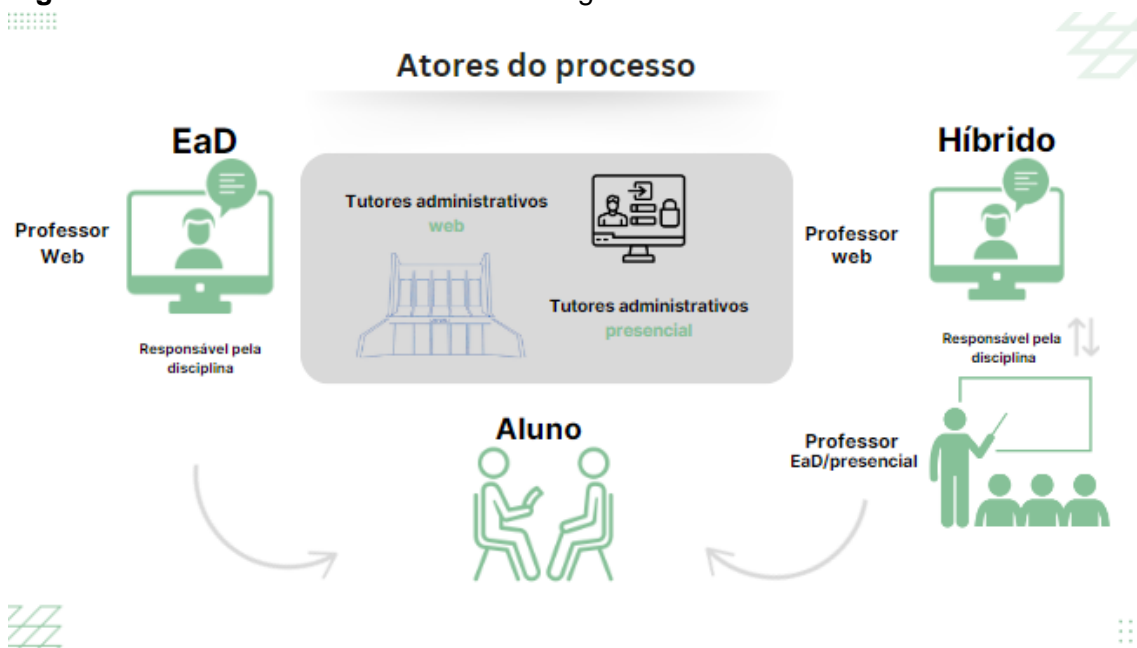 Atores do processo
EaD
Professor
Web
Responsável pela
disciplina
Tutores administrativos
web
Tutores administrativos
presencial
Híbrido
Professor
web
Responsável pela
disciplina
Professor
EaD/presencial
Aluno